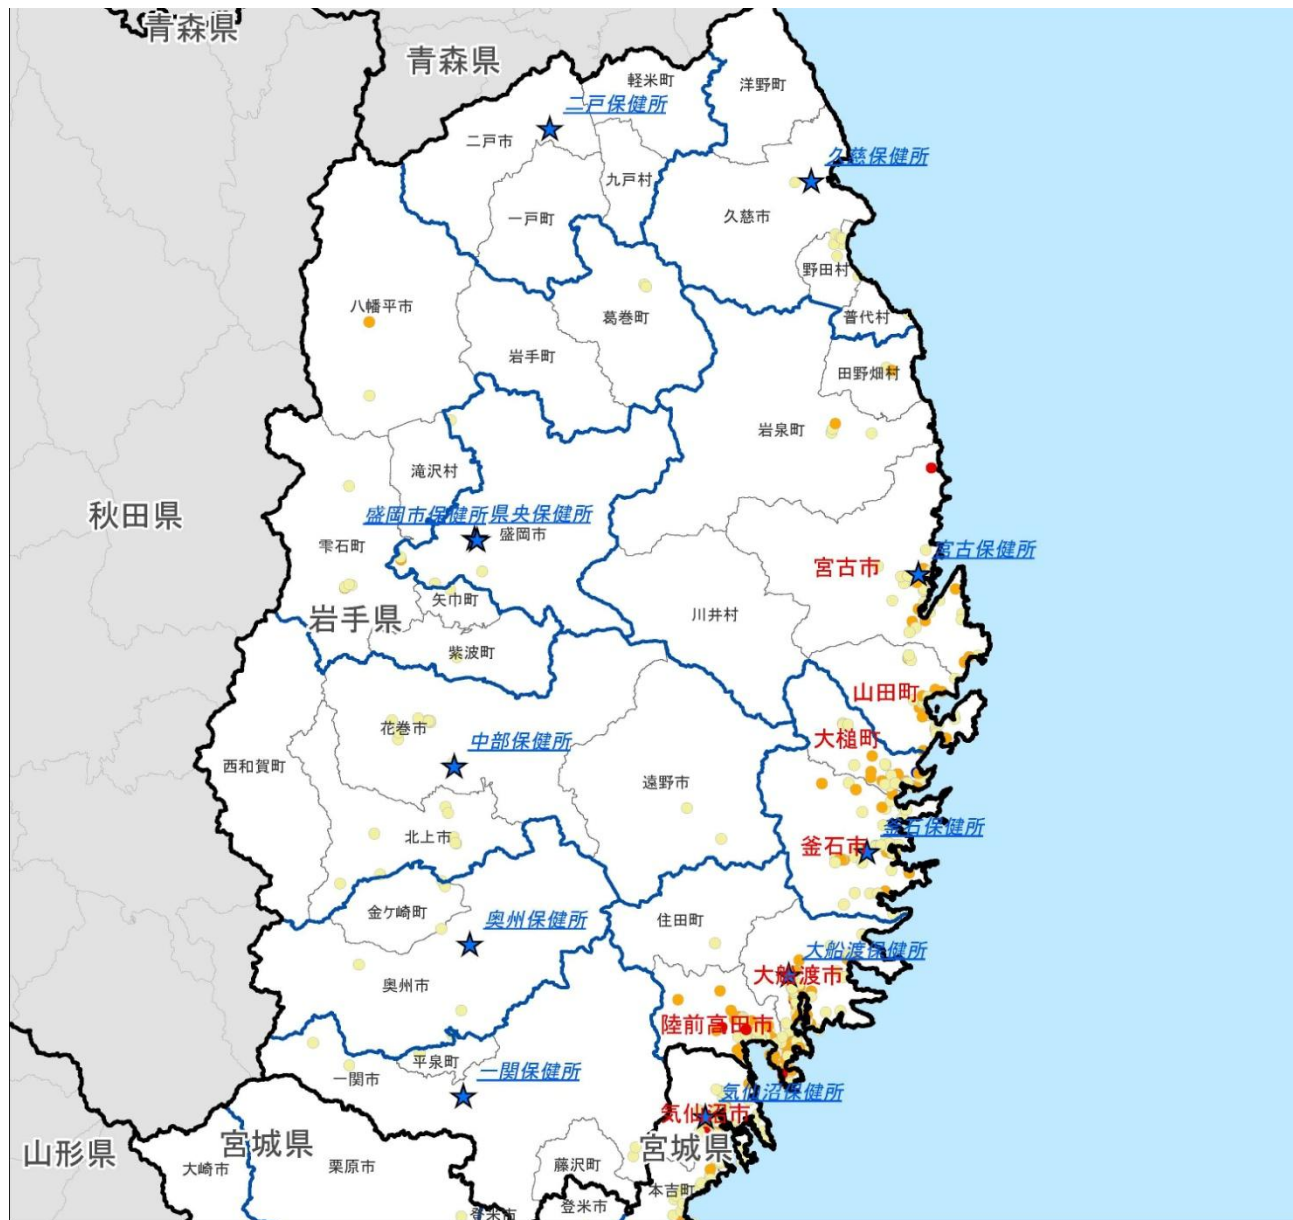 青森県
青森県
軽米町
洋野町
二戸保健所
二戸市
久慈保健所
九戸村
一戸町
久慈市
野田村
八幡平市
葛巻町
普代村
岩手町
田野畑村
岩泉町
滝沢村
秋田県
盛岡市保健所
県央保健所
盛岡市
雫石町
宮古保健所
宮古市
矢巾町
川井村
岩手県
紫波町
山田町
花巻市
大槌町
中部保健所
西和賀町
遠野市
釜石保健所
北上市
釜石市
金ケ崎町
奥州保健所
住田町
大船渡保健所
大船渡市
奥州市
陸前高田市
平泉町
一関市
一関保健所
気仙沼保健所
気仙沼市
宮城県
宮城県
山形県
大崎市
栗原市
藤沢町
本吉町
登米市
登米市